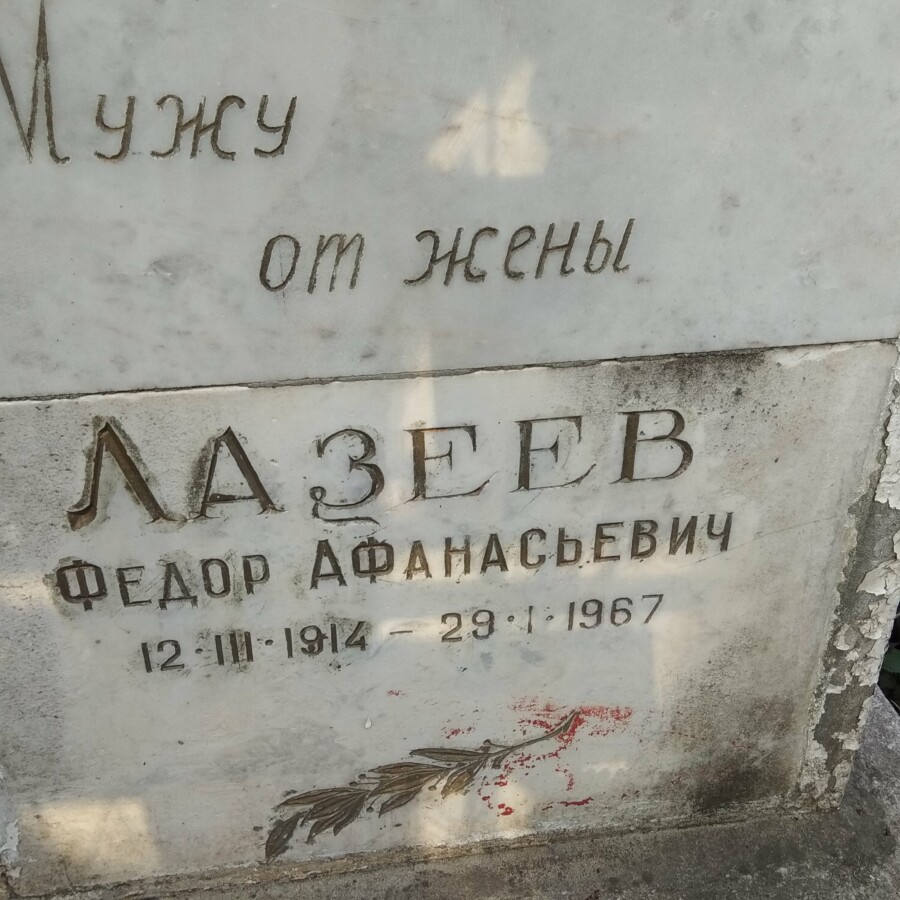 Мужу
от жены
ЛАЗЕЕВ
ФЕДОР АФАНАСЬЕВИЧ
12·III·1914 – 29·I·1967